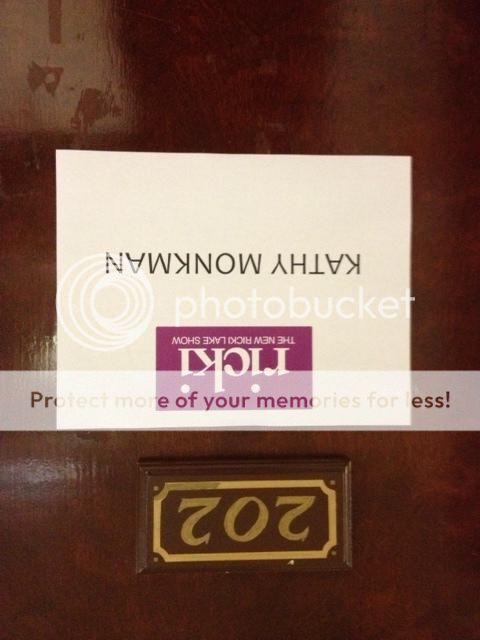 202
ricki
THE NEW RICKI LAKE SHOW
KATHY MONKMAN
photobucket
Protect more of your memories for less!